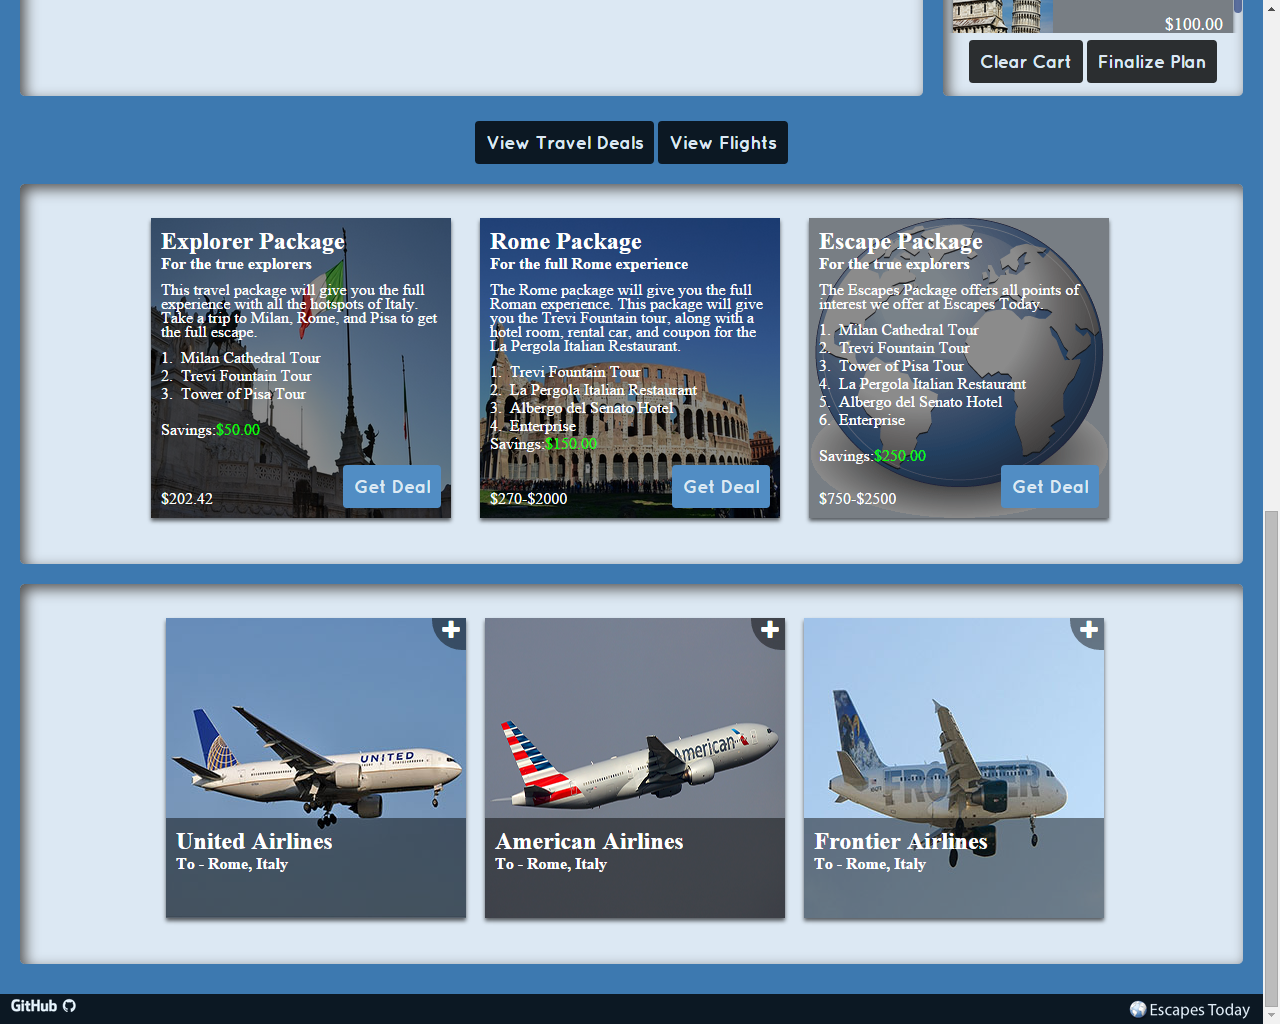 $100.00
Clear Cart
Finalize Plan
View Travel Deals
View Flights
Explorer Package
For the true explorers
This travel package will give you the full
experience with all the hotspots of Italy.
Take a trip to Milan, Rome, and Pisa to get
the full escape.
1. Milan Cathedral Tour
2. Trevi Fountain Tour
3. Tower of Pisa Tour
Savings:$50.00
$202.42
Get Deal
Rome Package
For the full Rome experience
The Rome package will give you the full
Roman experience. This package will give
you the Trevi Fountain tour, along with a
hotel room, rental car, and coupon for the
La Pergola Italian Restaurant.
1. Trevi Fountain Tour
2. La Pergola Italian Restaurant
3. Albergo del Senato Hotel
4. Enterprise
Savings:$150.00
$270-$2000
Get Deal
Escape Package
For the true explorers
The Escapes Package offers all points of
interest we offer at Escapes Today.
1. Milan Cathedral Tour
2. Trevi Fountain Tour
3. Tower of Pisa Tour
4. La Pergola Italian Restaurant
5. Albergo del Senato Hotel
6. Enterprise
Savings:$250.00
$750-$2500
Get Deal
UNITED
United Airlines
To - Rome, Italy
American
American Airlines
To - Rome, Italy
FRONTIER
Frontier Airlines
To - Rome, Italy
GitHub
Escapes Today